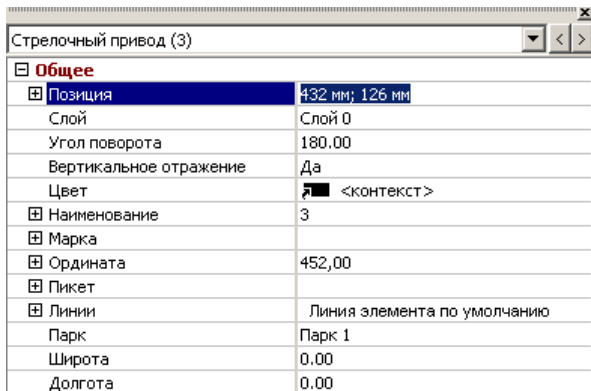 Стрелочный привод (3)
Общее
Позиция 432 мм; 126 мм
Слой Слой 0
Угол поворота 180.00
Вертикальное отражение Да
Цвет <контекст>
Наименование 3
Марка
Ордината 452,00
Пикет
Линии Линия элемента по умолчанию
Парк Парк 1
Широта 0.00
Долгота 0.00